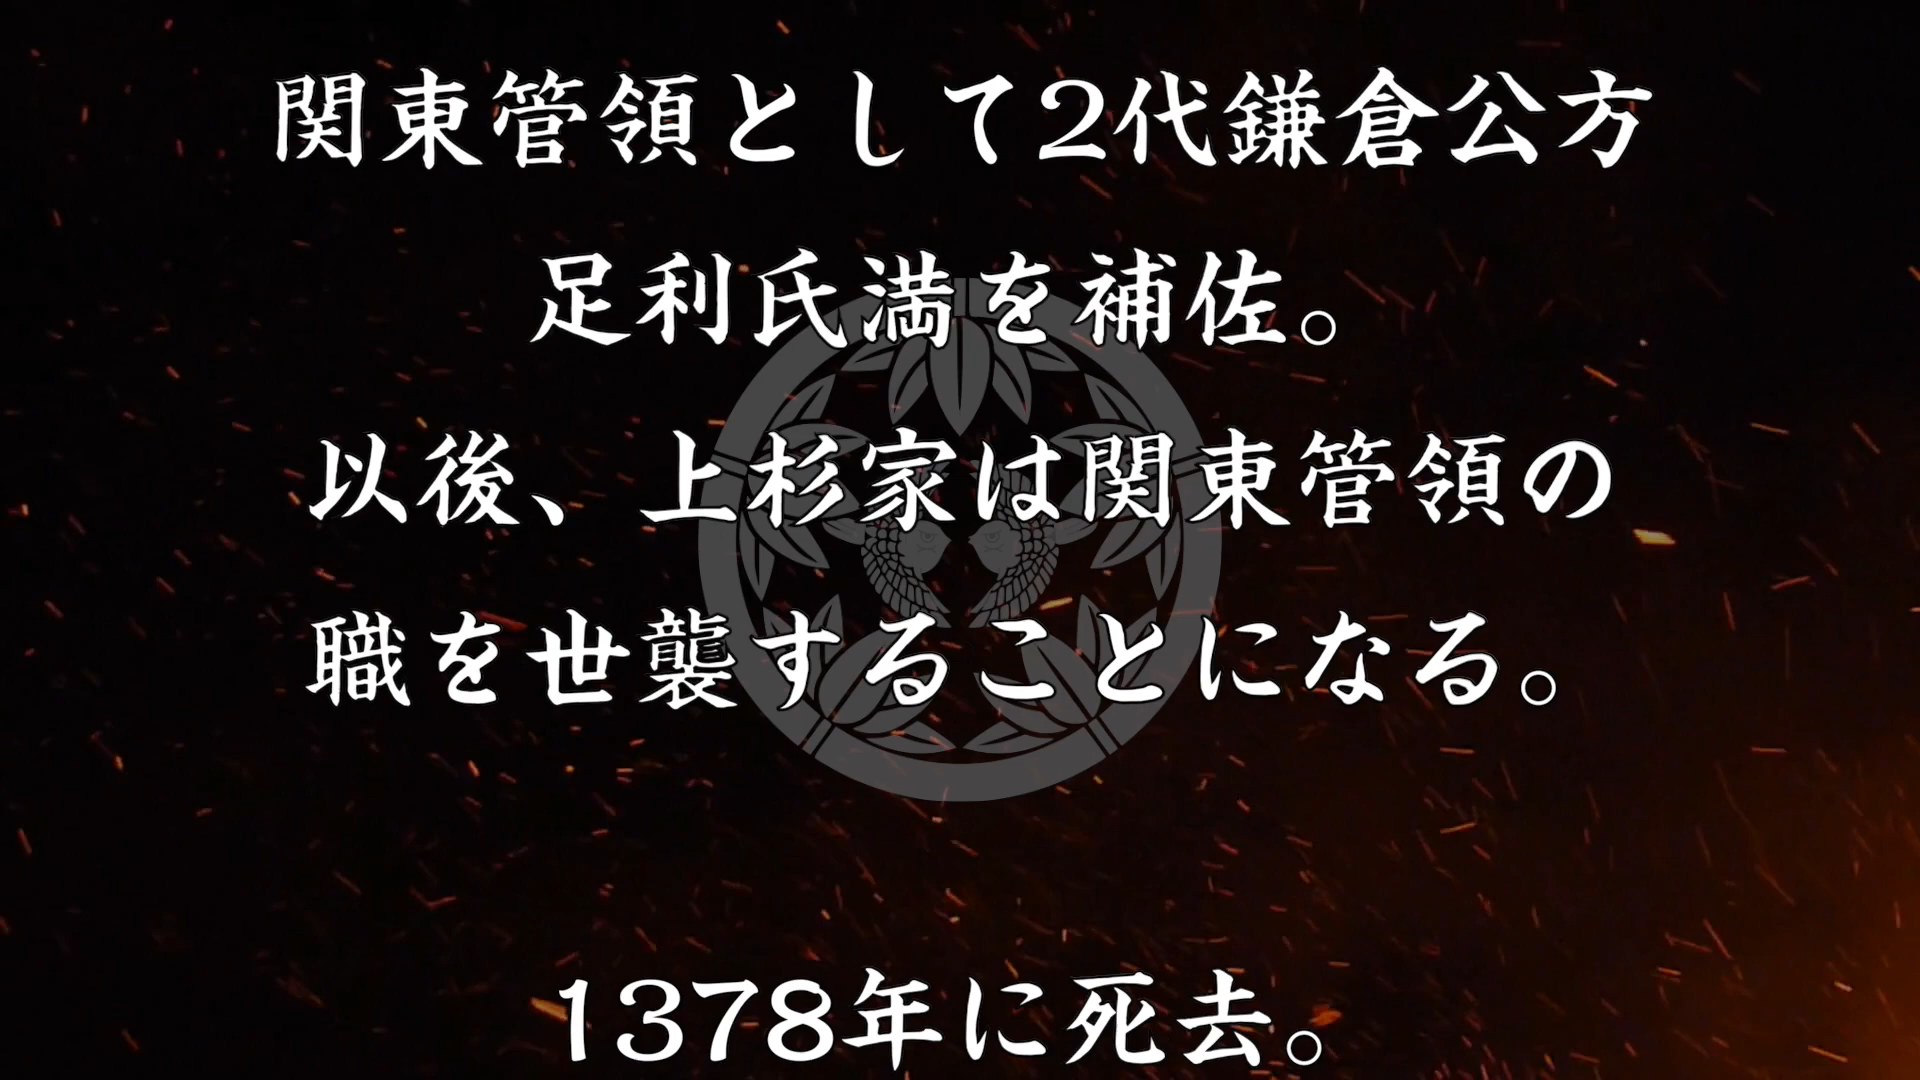 関東管領として2代鎌倉公方
足利氏満を補佐。
以後、上杉家は関東管領の
職を世襲することになる。
1378年に死去。